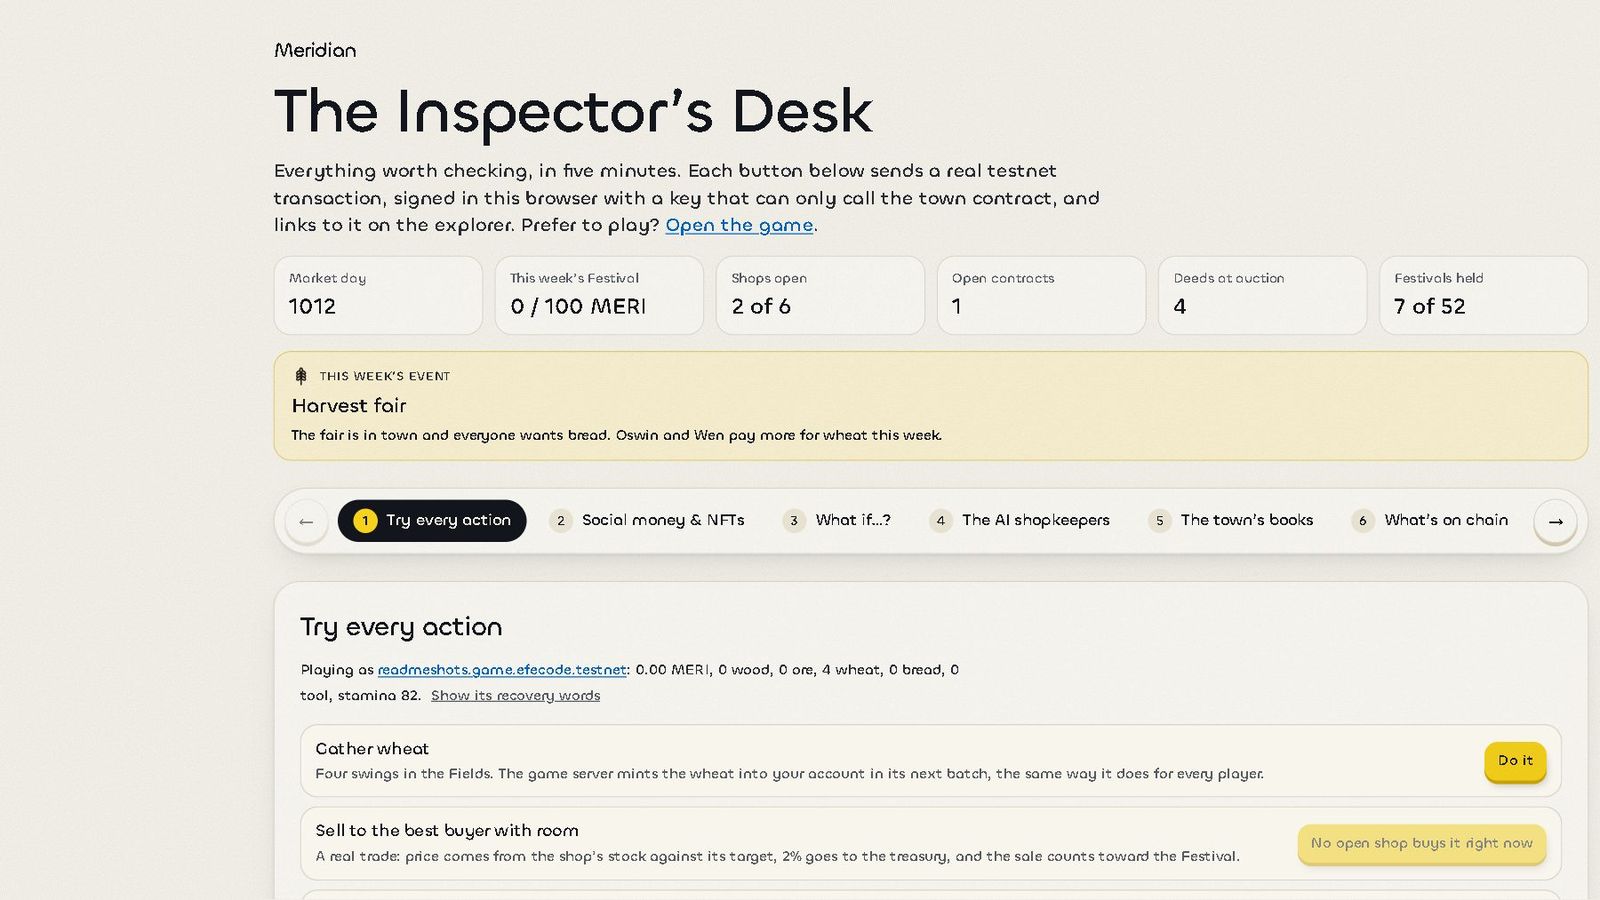 Meridian
The Inspector's Desk
Everything worth checking, in five minutes. Each button below sends a real testnet
transaction, signed in this browser with a key that can only call the town contract, and
links to it on the explorer. Prefer to play? Open the game.
Market day
1012
This week's Festival
0 / 100 MERI
Shops open
2 of 6
Open contracts
1
Deeds at auction
4
Festivals held
7 of 52
THIS WEEK'S EVENT
Harvest fair
The fair is in town and everyone wants bread. Oswin and Wen pay more for wheat this week.
← 1 Try every action 2 Social money & NFTs 3 What if...? 4 The AI shopkeepers 5 The town's books 6 What's on chain →
Try every action
Playing as readmeshots.game.efecode.testnet: 0.00 MERI, 0 wood, 0 ore, 4 wheat, 0 bread, 0
tool, stamina 82. Show its recovery words
Gather wheat
Four swings in the Fields. The game server mints the wheat into your account in its next batch, the same way it does for every player.
Do it
Sell to the best buyer with room
A real trade: price comes from the shop's stock against its target, 2% goes to the treasury, and the sale counts toward the Festival.
No open shop buys it right now